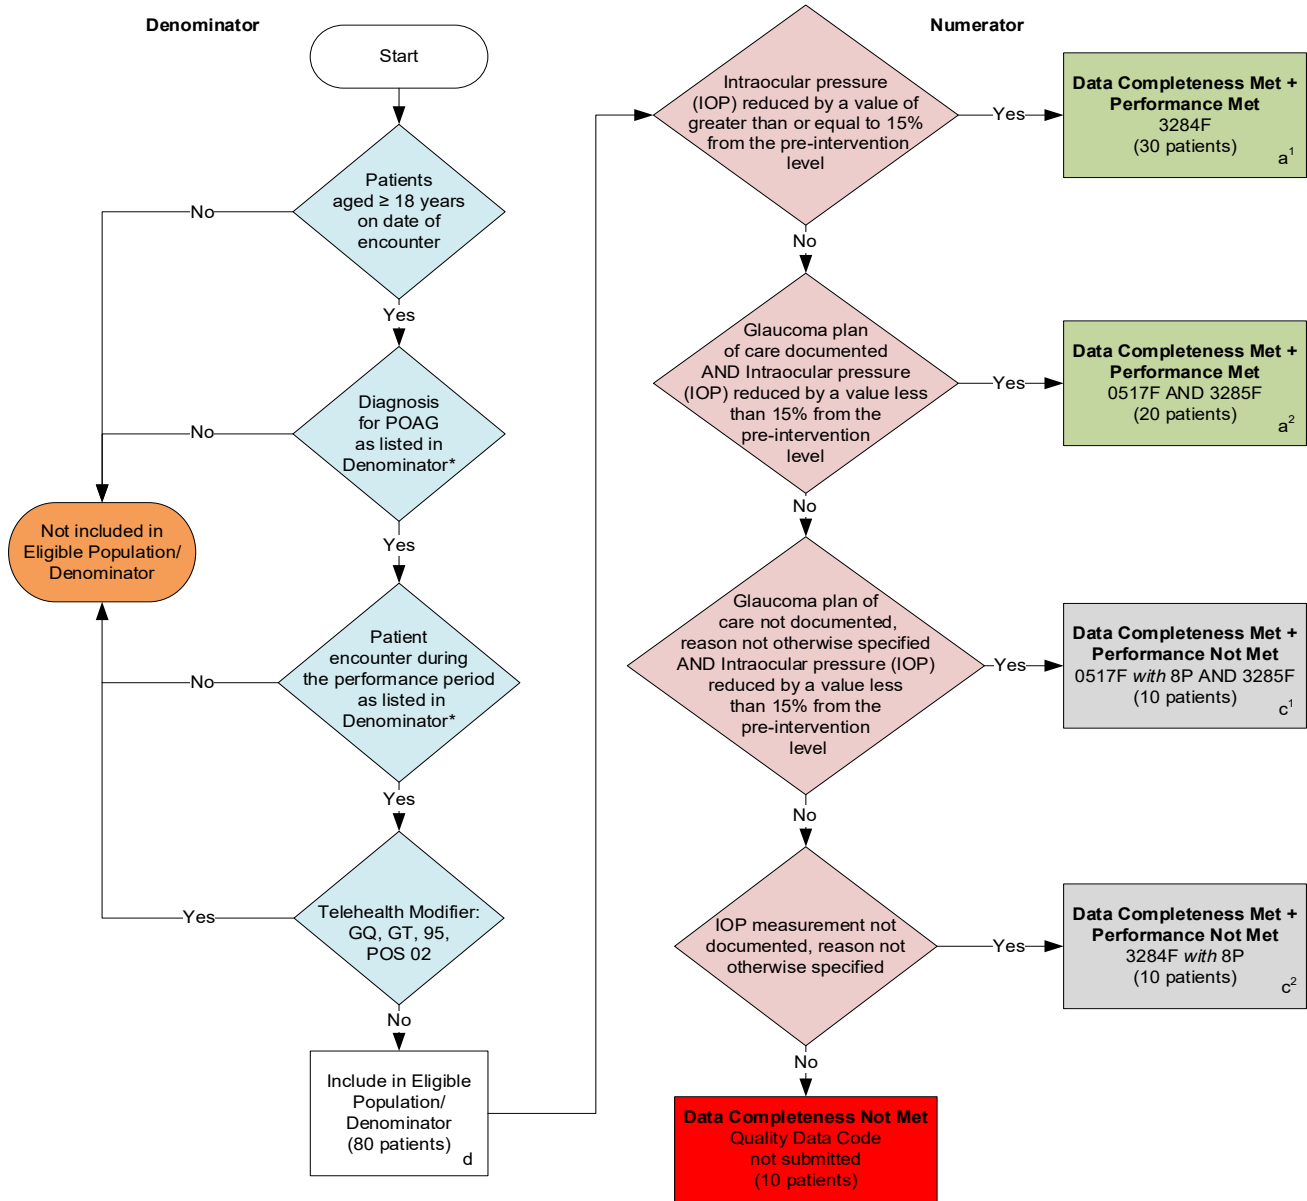 Denominator
Start
Patients
aged ≥ 18 years
on date of
encounter
No
Yes
Diagnosis
for POAG
as listed in
Denominator*
No
Yes
Not included in
Eligible Population/
Denominator
Patient
encounter during
the performance period
as listed in
Denominator*
No
Yes
Telehealth Modifier:
GQ, GT, 95,
POS 02
Yes
No
Include in Eligible
Population/
Denominator
(80 patients)
d
Numerator
Intraocular pressure
(IOP) reduced by a value of
greater than or equal to 15%
from the pre-intervention
level
Yes
Data Completeness Met +
Performance Met
3284F
(30 patients)
a1
No
Glaucoma plan
of care documented
AND Intraocular pressure
(IOP) reduced by a value less
than 15% from the
pre-intervention
level
Yes
Data Completeness Met +
Performance Met
0517F AND 3285F
(20 patients)
a2
No
Glaucoma plan of
care not documented,
reason not otherwise specified
AND Intraocular pressure (IOP)
reduced by a value less
than 15% from the
pre-intervention
level
Yes
Data Completeness Met +
Performance Not Met
0517F with 8P AND 3285F
(10 patients)
c1
No
IOP measurement not
documented, reason not
otherwise specified
Yes
Data Completeness Met +
Performance Not Met
3284F with 8P
(10 patients)
c2
No
Data Completeness Not Met
Quality Data Code
not submitted
(10 patients)